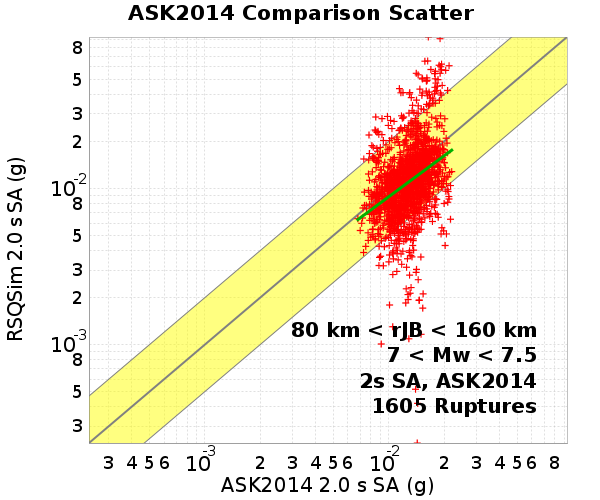 ASK2014 Comparison Scatter
RSQSim 2.0 s SA (g)
8
5
3
2
10-2
8
5
3
2
10-3
8
5
3
80 km < rJB < 160 km
7 < Mw < 7.5
2s SA, ASK2014
1605 Ruptures
3 4 5 6 10-3 2 3 4 5 6 10-2 2 3 4 5 6 8
ASK2014 2.0 s SA (g)